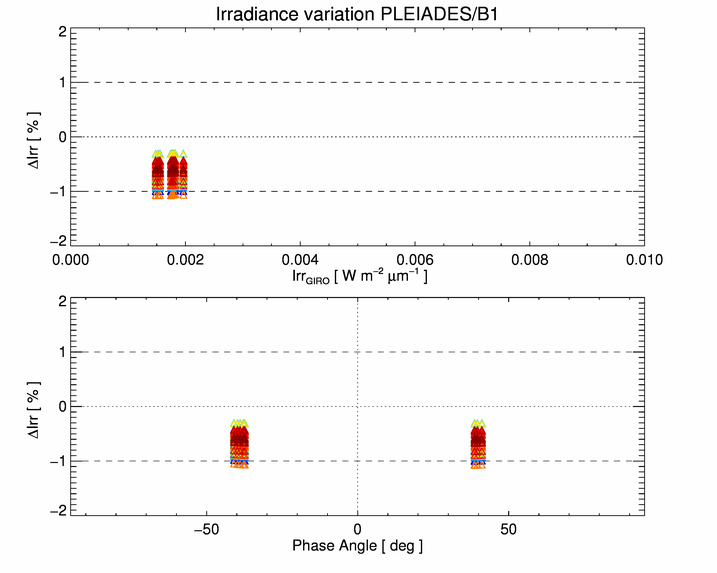 Irradiance variation PLEIADES/B1
2
1
0
−1
−2
ΔIrr [ % ]
0.000 0.002 0.004 0.006 0.008 0.010
Irr_GIRO [ W m⁻² μm⁻¹ ]
2
1
0
−1
−2
ΔIrr [ % ]
−50 0 50
Phase Angle [ deg ]